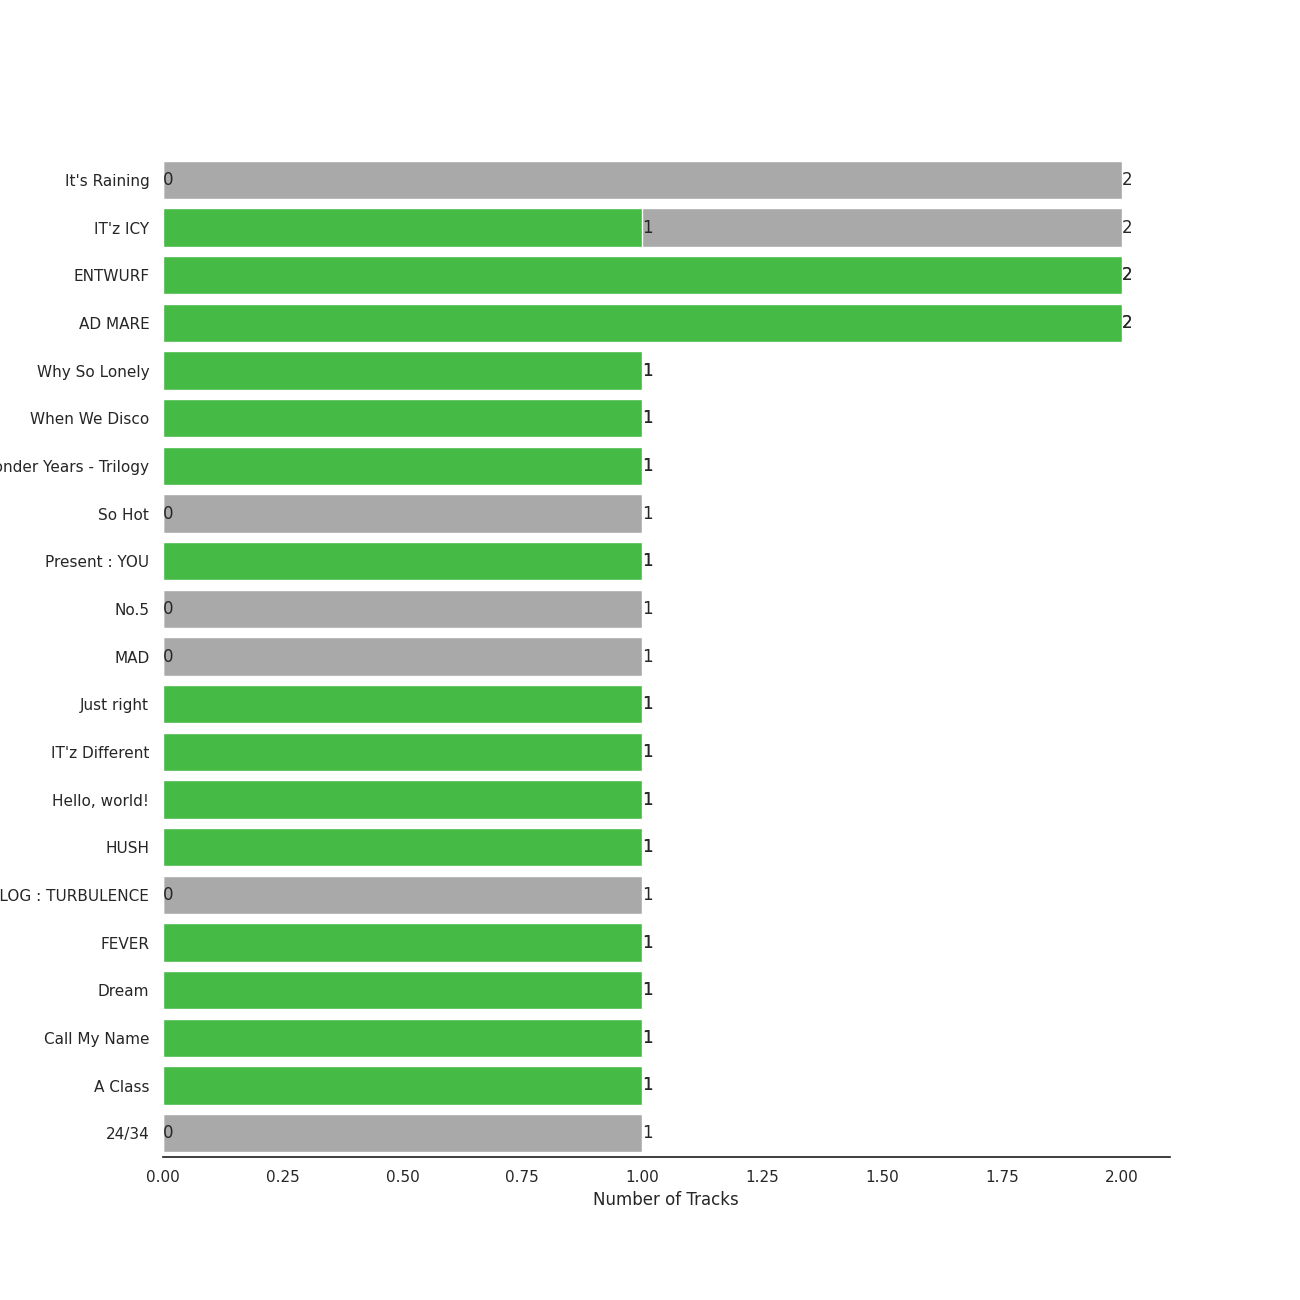 It's Raining 0 2
IT'z ICY 1 2
ENTWURF 2
AD MARE 2
Why So Lonely 1
When We Disco 1
Years - Trilogy 1
So Hot 0 1
Present : YOU 1
No.5 0 1
MAD 0 1
Just right 1
IT'z Different 1
Hello, world! 1
HUSH 1
: TURBULENCE 0 1
FEVER 1
Dream 1
Call My Name 1
A Class 1
24/34 0 1
0.00 0.25 0.50 0.75 1.00 1.25 1.50 1.75 2.00
Number of Tracks